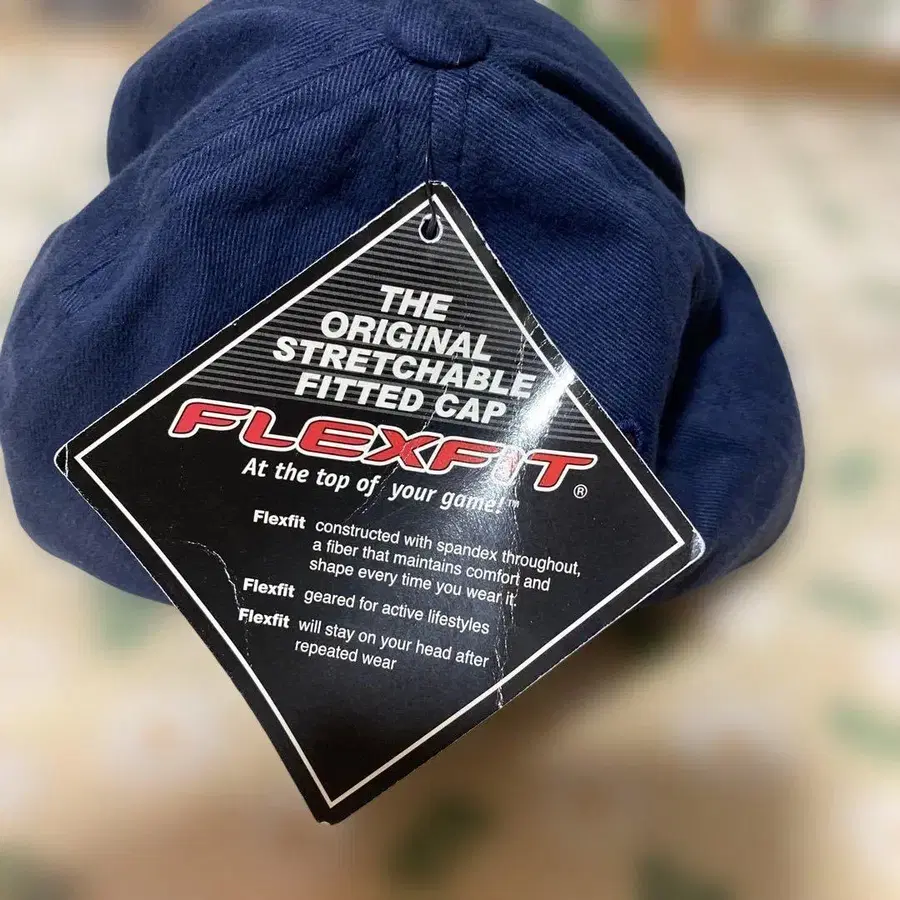 THE
ORIGINAL
STRETCHABLE
FITTED CAP
FLEXFIT®
At the top of your game!™
Flexfit constructed with spandex throughout,
a fiber that maintains comfort and
shape every time you wear it.
Flexfit geared for active lifestyles
Flexfit will stay on your head after
repeated wear